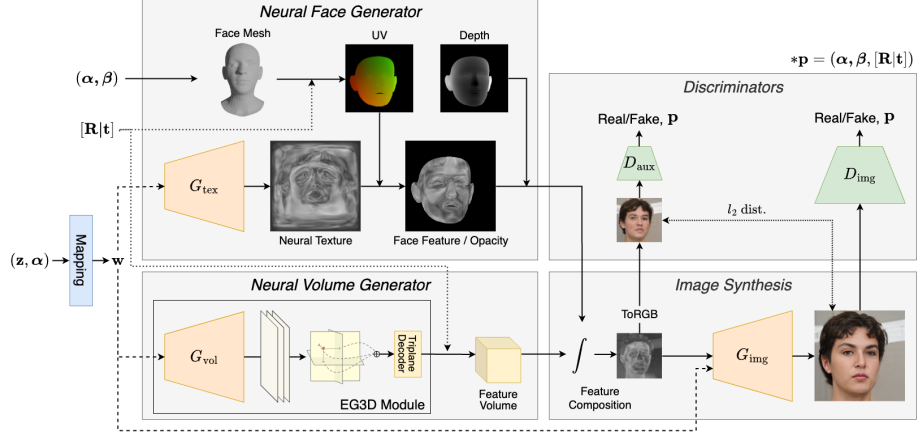 Neural Face Generator
Face Mesh
UV
Depth
(α, β)
[R|t]
G_tex
Neural Texture
Face Feature / Opacity
(z, α)
Mapping
w
Neural Volume Generator
G_vol
Triplane
Decoder
EG3D Module
Feature
Volume
*p = (α, β, [R|t])
Discriminators
Real/Fake, p
Real/Fake, p
D_aux
D_img
l_2 dist.
Image Synthesis
ToRGB
∫
Feature
Composition
G_img